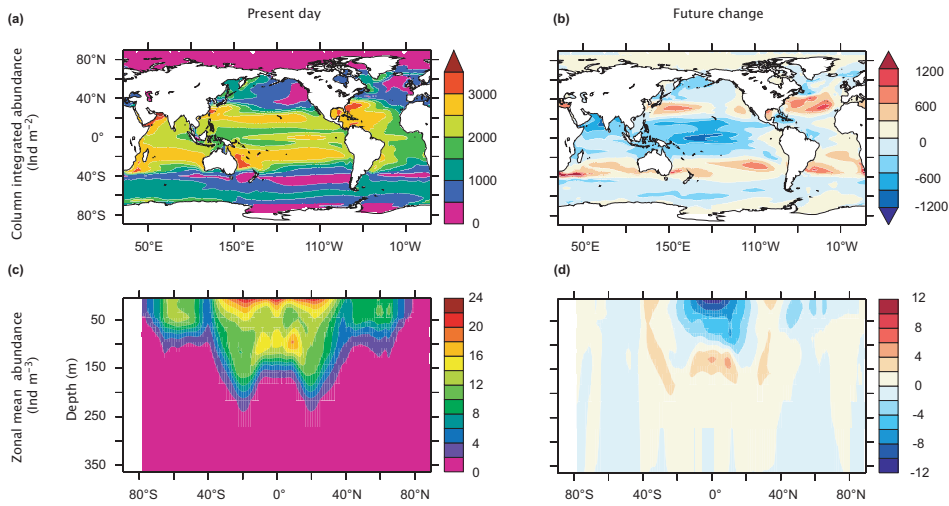 Present day
Future change
(a)
(b)
Column integrated abundance
(Ind m⁻²)
80°N
40°N
0°
40°S
80°S
50°E
150°E
110°W
10°W
3000
2000
1000
0
50°E
150°E
110°W
10°W
1200
600
0
-600
-1200
(c)
(d)
Zonal mean abundance
(Ind m⁻³)
Depth (m)
50
150
250
350
80°S
40°S
0°
40°N
80°N
24
20
16
12
8
4
0
80°S
40°S
0°
40°N
80°N
12
8
4
0
-4
-8
-12